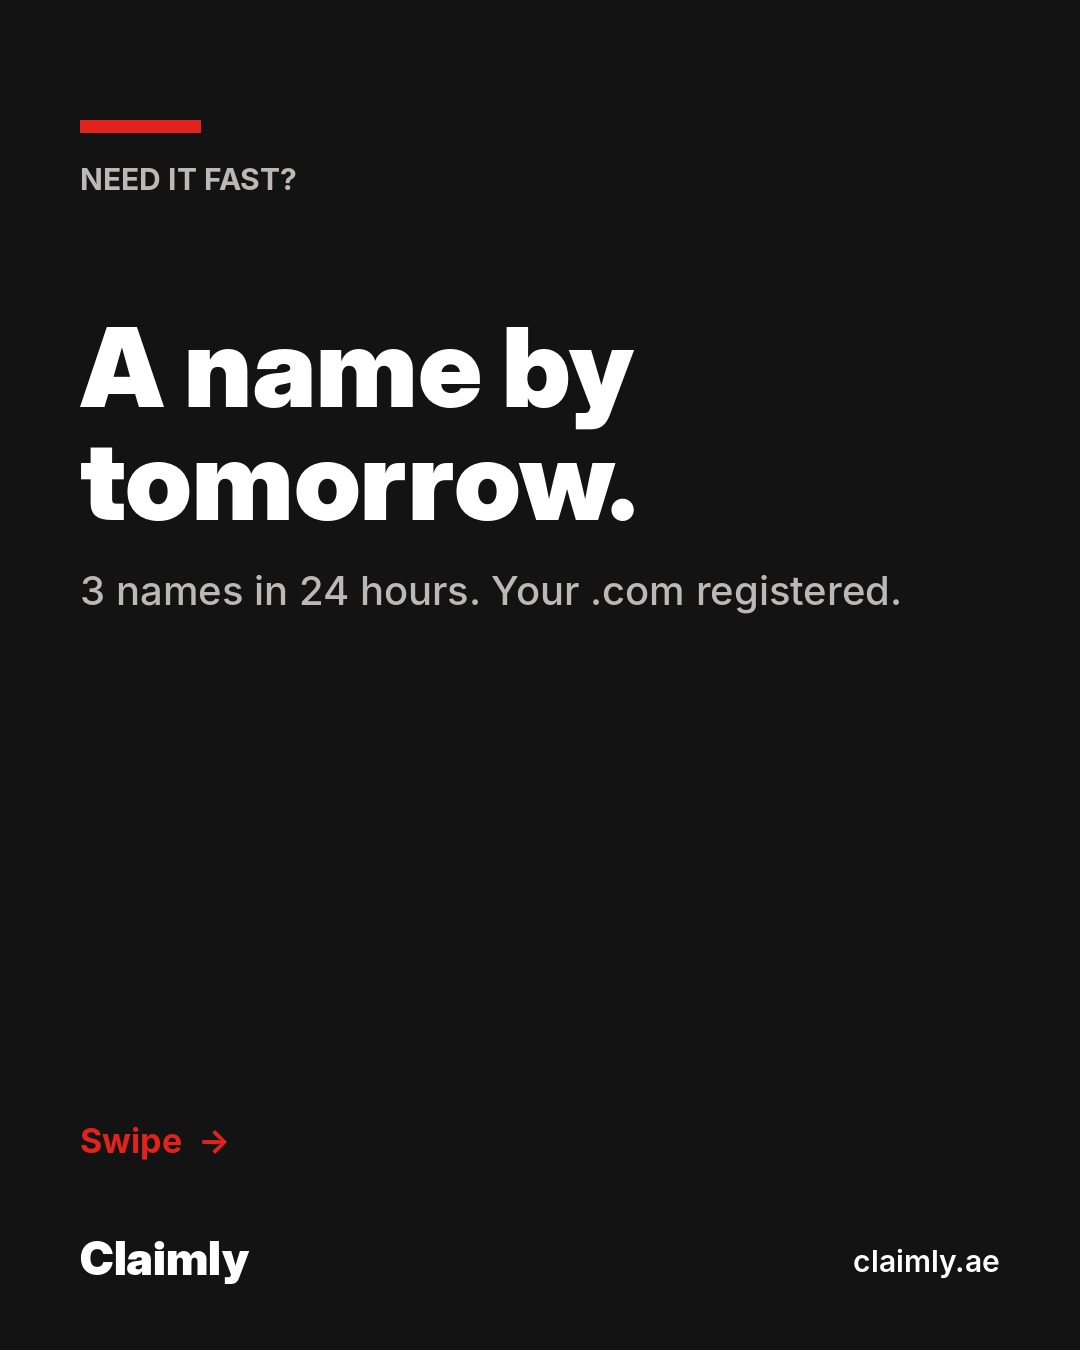 NEED IT FAST?
A name by
tomorrow.
3 names in 24 hours. Your .com registered.
Swipe →
Claimly
claimly.ae